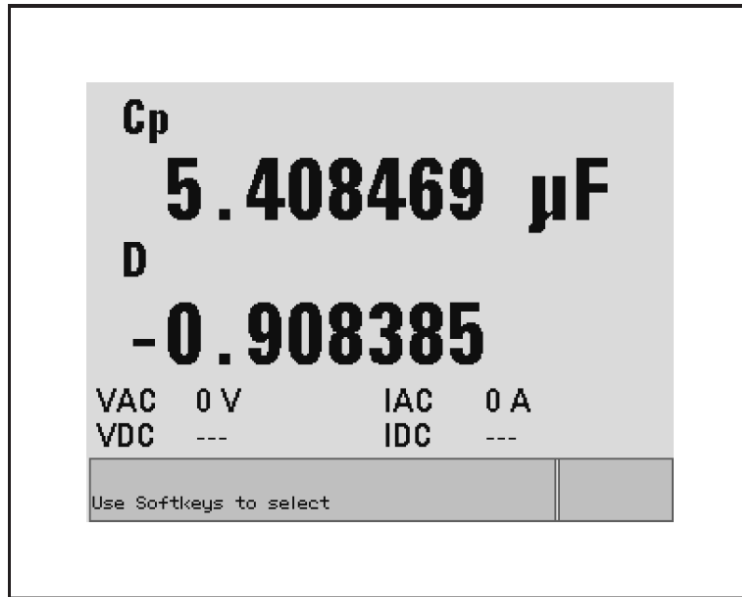 Cp
5.408469 µF
D
-0.908385
VAC 0 V IAC 0 A
VDC --- IDC ---
Use Softkeys to select